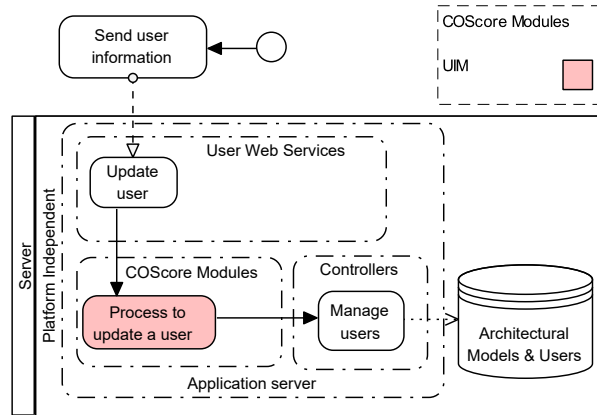 Send user
information
COScore Modules
UIM
Server
Platform Independent
User Web Services
Update
user
COScore Modules
Controllers
Process to
update a user
Manage
users
Architectural
Models & Users
Application server